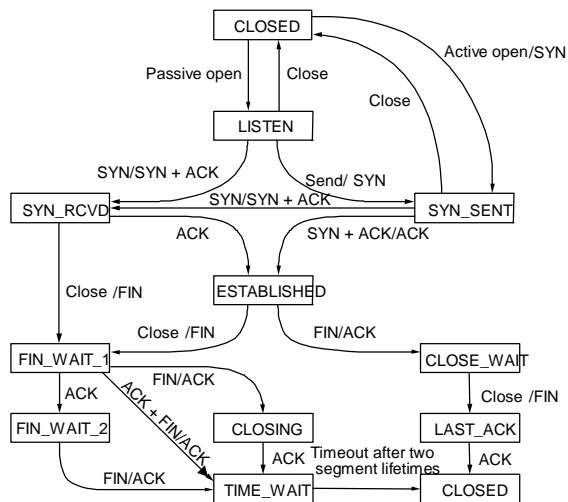 CLOSED
Active open/SYN
Passive open
Close
Close
LISTEN
SYN/SYN + ACK
Send/ SYN
SYN/SYN + ACK
SYN_RCVD
SYN_SENT
ACK
SYN + ACK/ACK
Close /FIN
ESTABLISHED
Close /FIN
FIN/ACK
FIN_WAIT_1
CLOSE_WAIT
FIN/ACK
ACK
ACK + FIN/ACK
Close /FIN
FIN_WAIT_2
CLOSING
LAST_ACK
ACK
Timeout after two
segment lifetimes
ACK
FIN/ACK
TIME_WAIT
CLOSED